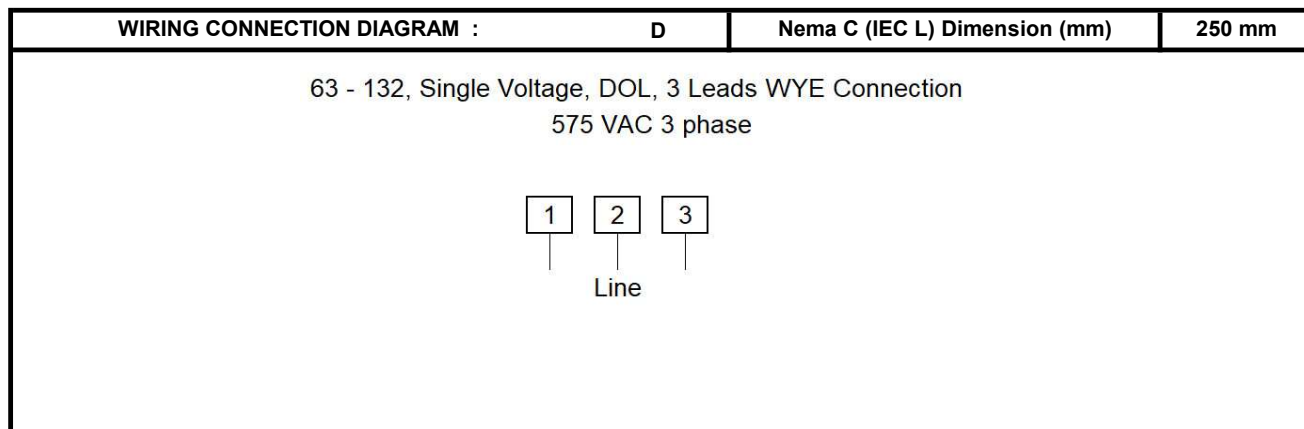 WIRING CONNECTION DIAGRAM : D Nema C (IEC L) Dimension (mm) 250 mm
63 - 132, Single Voltage, DOL, 3 Leads WYE Connection
575 VAC 3 phase
1 2 3
Line